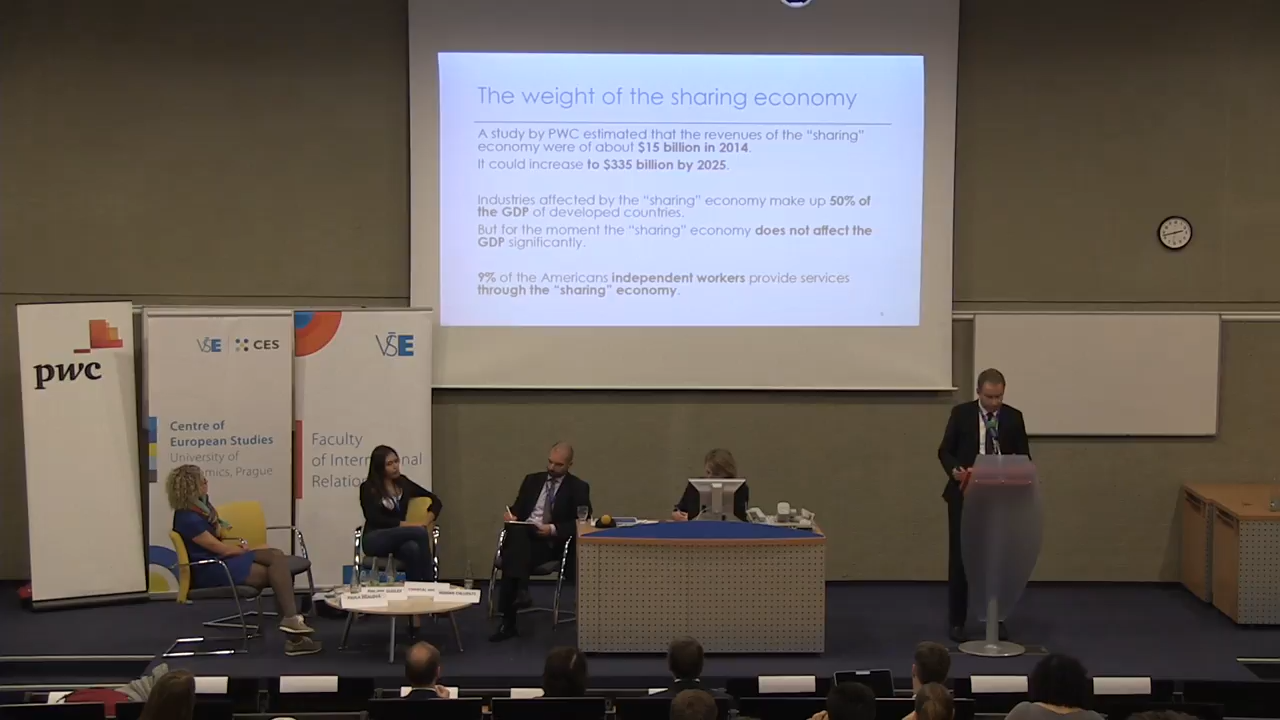 The weight of the sharing economy
A study by PWC estimated that the revenues of the “sharing”
economy were of about $15 billion in 2014.
It could increase to $335 billion by 2025.
Industries affected by the “sharing” economy make up 50% of
the GDP of developed countries.
But for the moment the “sharing” economy does not affect the
GDP significantly.
9% of the Americans independent workers provide services
through the “sharing” economy.
pwc
VŠE
CES
Centre of
European Studies
University of
omics, Prague
VŠE
Faculty
of Inter nal
Relatio